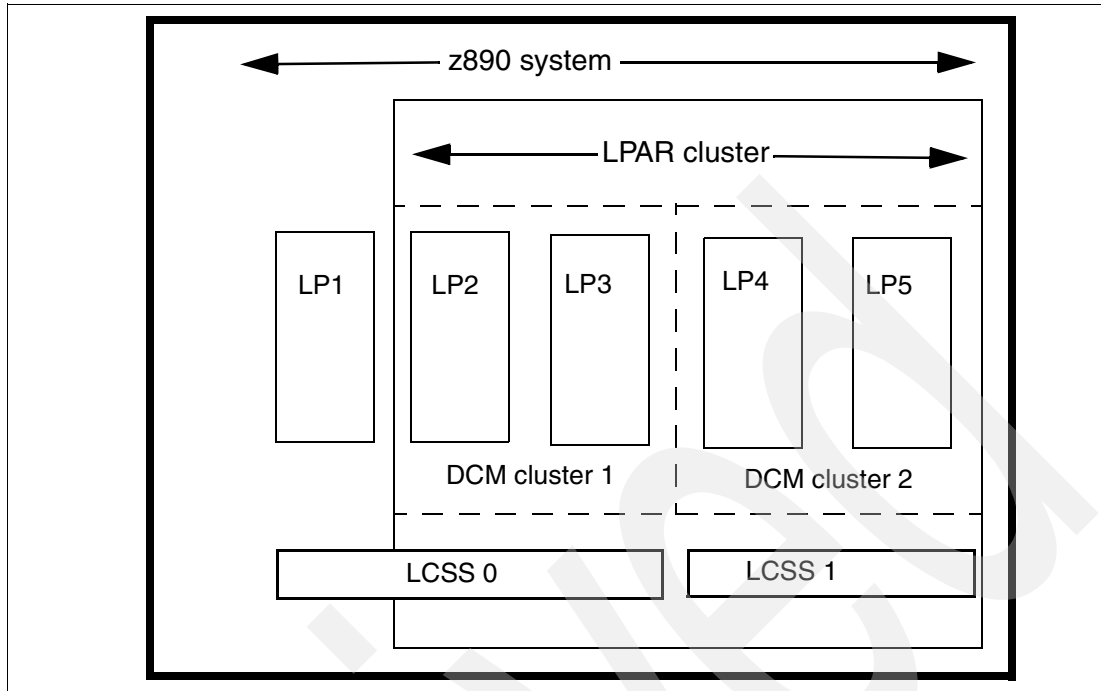 z890 system
LPAR cluster
LP1
LP2
LP3
LP4
LP5
DCM cluster 1
DCM cluster 2
LCSS 0
LCSS 1